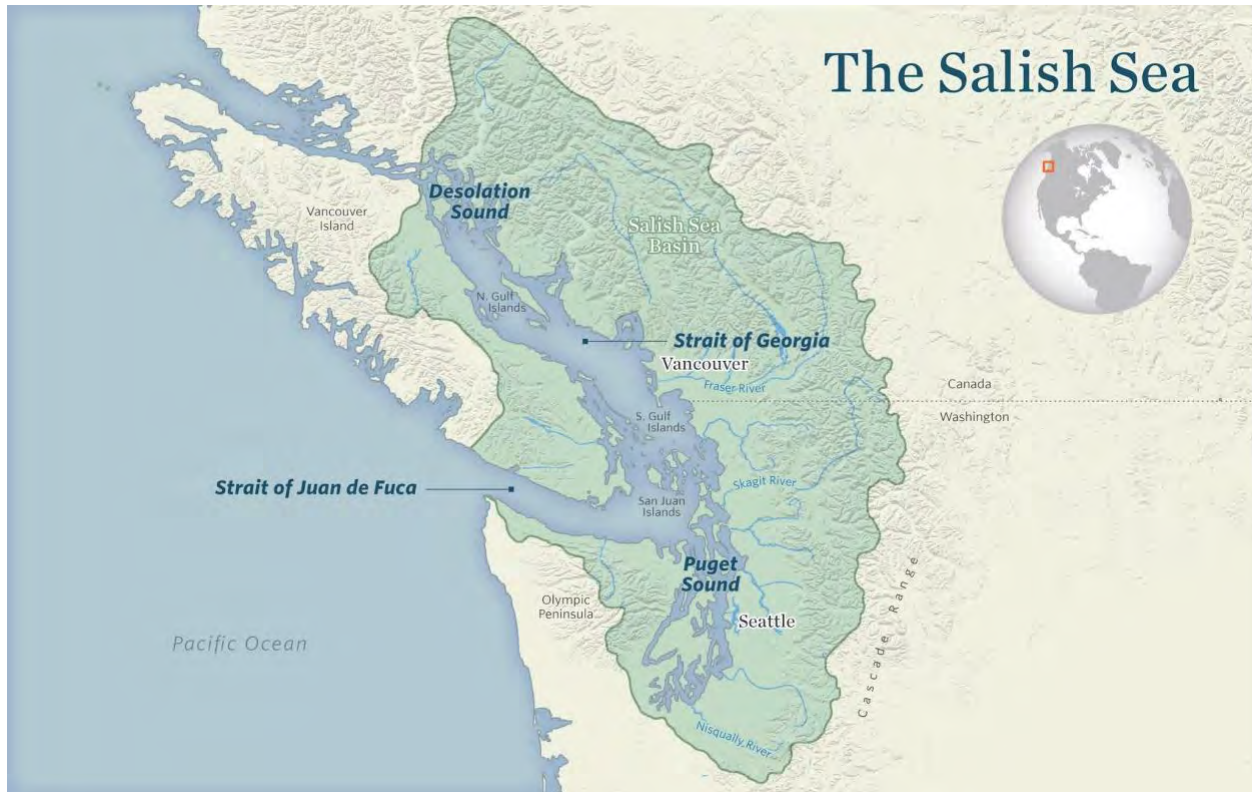 The Salish Sea
Desolation
Sound
Vancouver
Island
Salish Sea
Basin
N. Gulf
Islands
Strait of Georgia
Vancouver
Fraser River
Canada
Washington
S. Gulf
Islands
Strait of Juan de Fuca
Skagit River
San Juan
Islands
Puget
Sound
Olympic
Peninsula
Seattle
Cascade Range
Pacific Ocean
Nisqually River